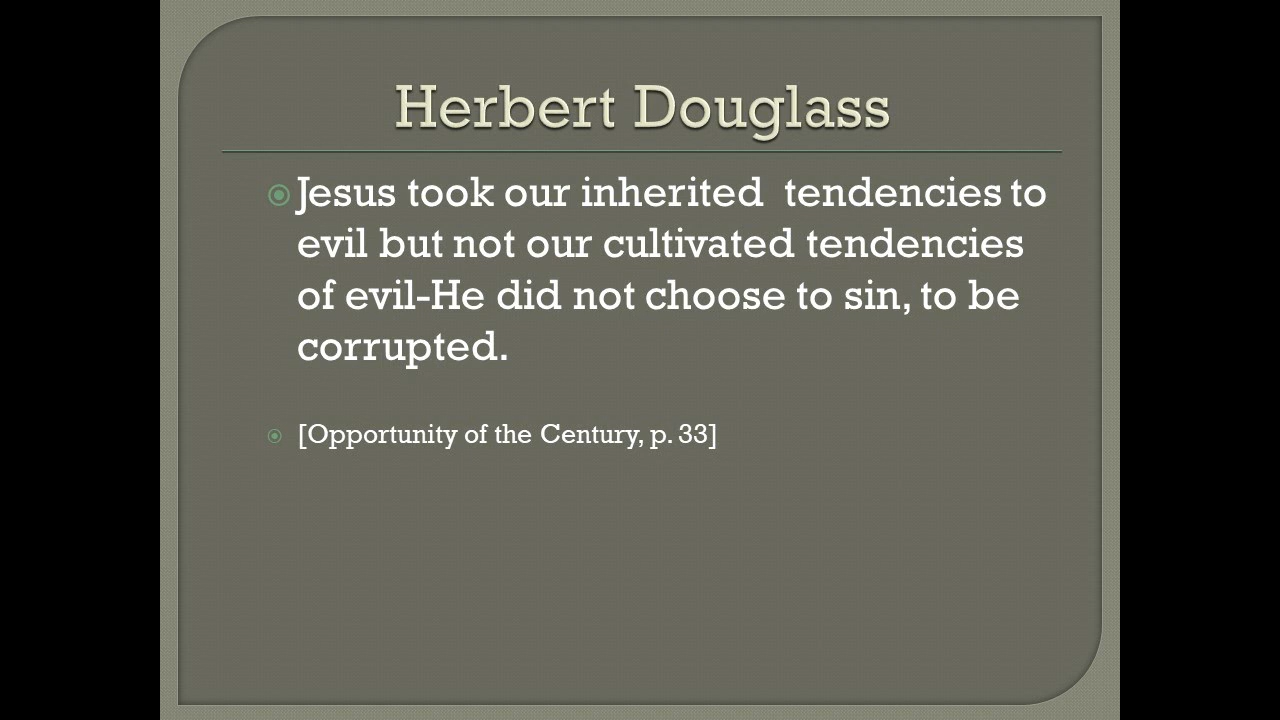 Herbert Douglass
Jesus took our inherited  tendencies to
evil but not our cultivated tendencies
of evil-He did not choose to sin, to be
corrupted.
[Opportunity of the Century, p. 33]